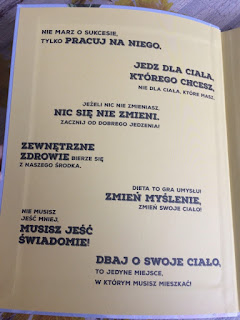 NIE MARZ O SUKCESIE,
TYLKO PRACUJ NA NIEGO.
JEDZ DLA CIAŁA,
KTÓREGO CHCESZ,
NIE DLA CIAŁA, KTÓRE MASZ.
JEŻELI NIC NIE ZMIENIASZ,
NIC SIĘ NIE ZMIENI.
ZACZNIJ OD DOBREGO JEDZENIA!
ZEWNĘTRZNE
ZDROWIE BIERZE SIĘ
Z NASZEGO ŚRODKA.
DIETA TO GRA UMYSŁU!
ZMIEŃ MYŚLENIE,
ZMIEŃ SWOJE CIAŁO!
NIE MUSISZ
JEŚĆ MNIEJ,
MUSISZ JEŚĆ
ŚWIADOMIE!
DBAJ O SWOJE CIAŁO,
TO JEDYNE MIEJSCE,
W KTÓRYM MUSISZ MIESZKAĆ!